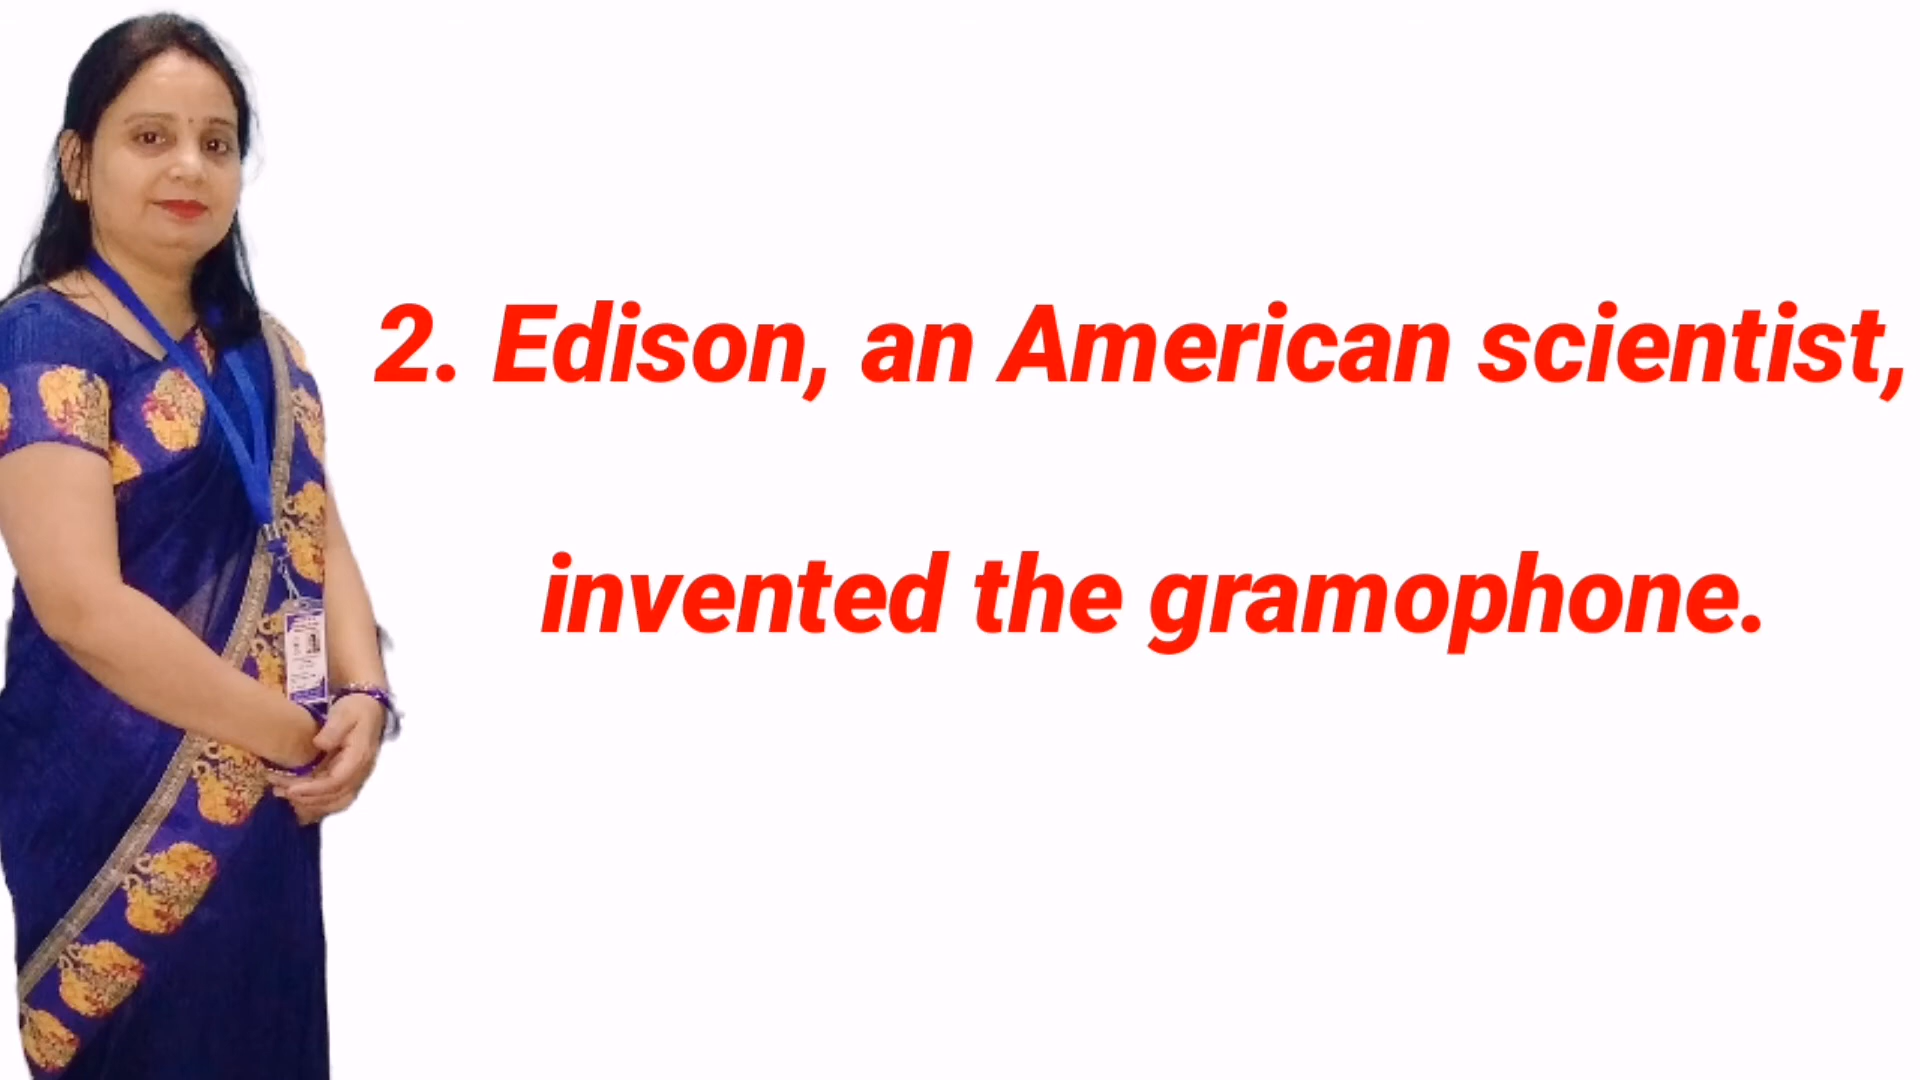 2. Edison, an American scientist,
invented the gramophone.